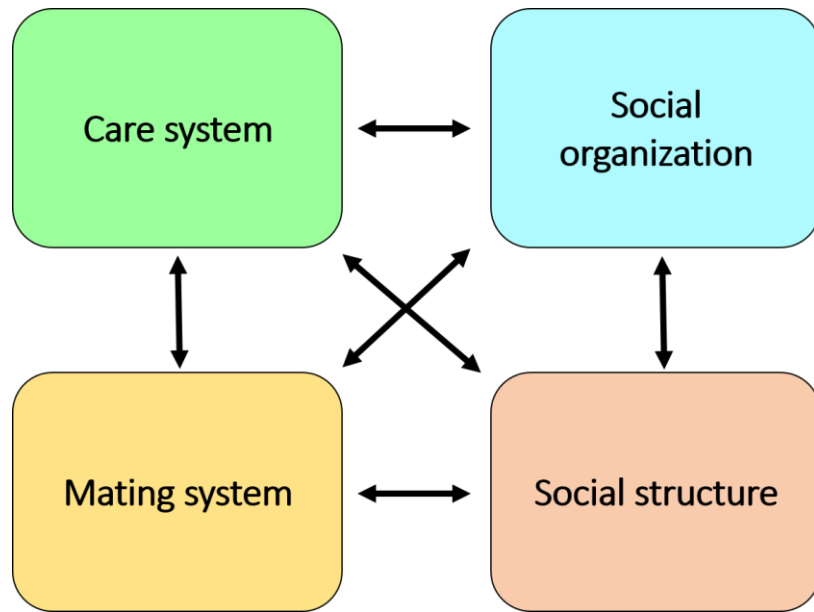 Care system
Social
organization
Mating system
Social structure